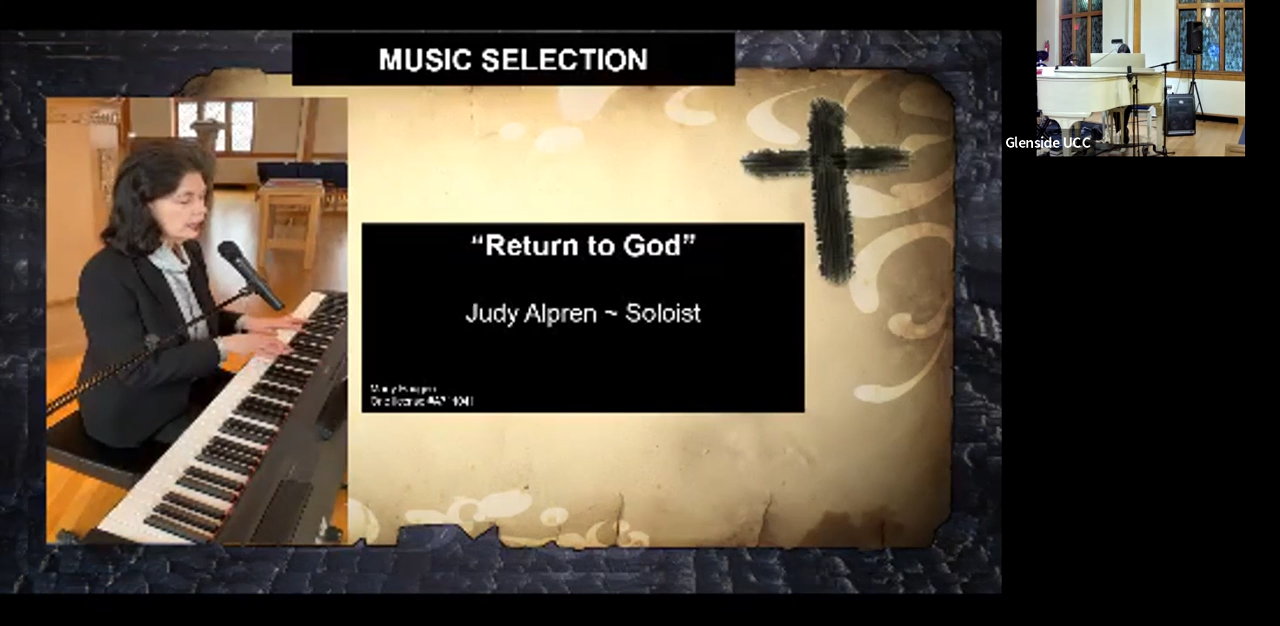 MUSIC SELECTION
“Return to God”
Judy Alpren ~ Soloist
Glenside UCC